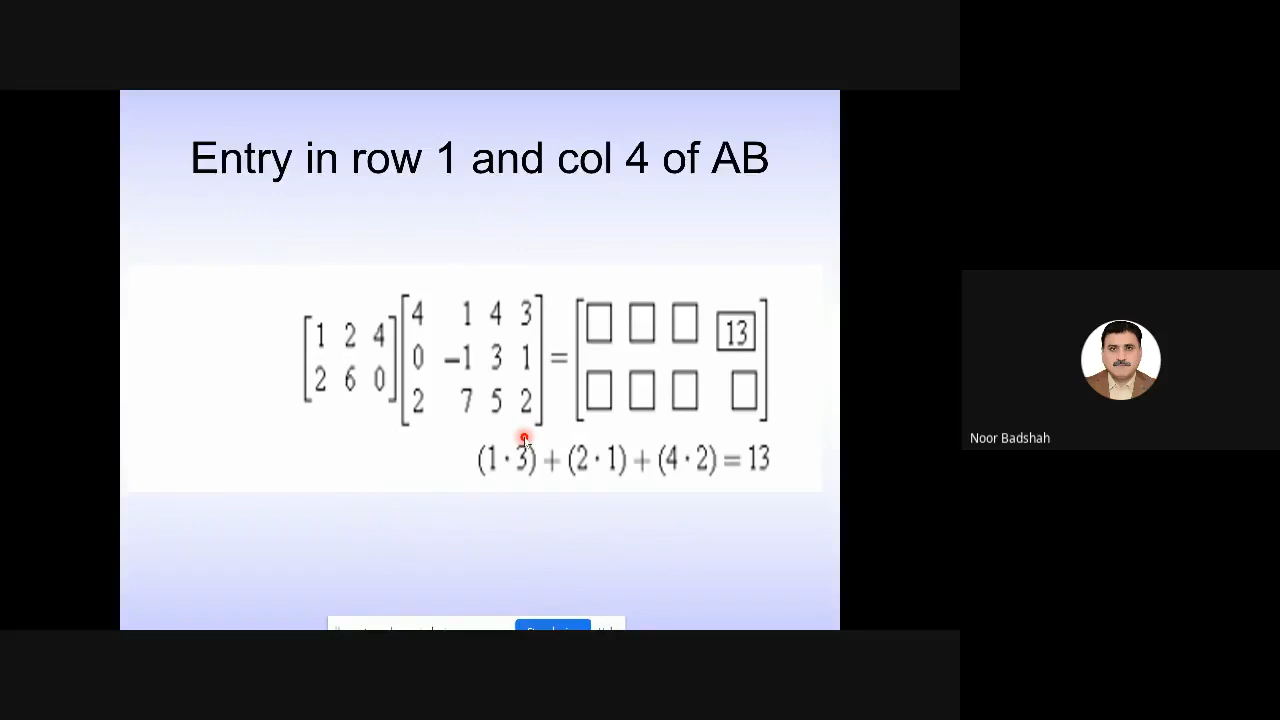 Entry in row 1 and col 4 of AB
[1 2 4
2 6 0] [4 1 4 3
0 -1 3 1
2 7 5 2] = [□ □ □ 13
□ □ □ □]
(1 · 3) + (2 · 1) + (4 · 2) = 13
Noor Badshah